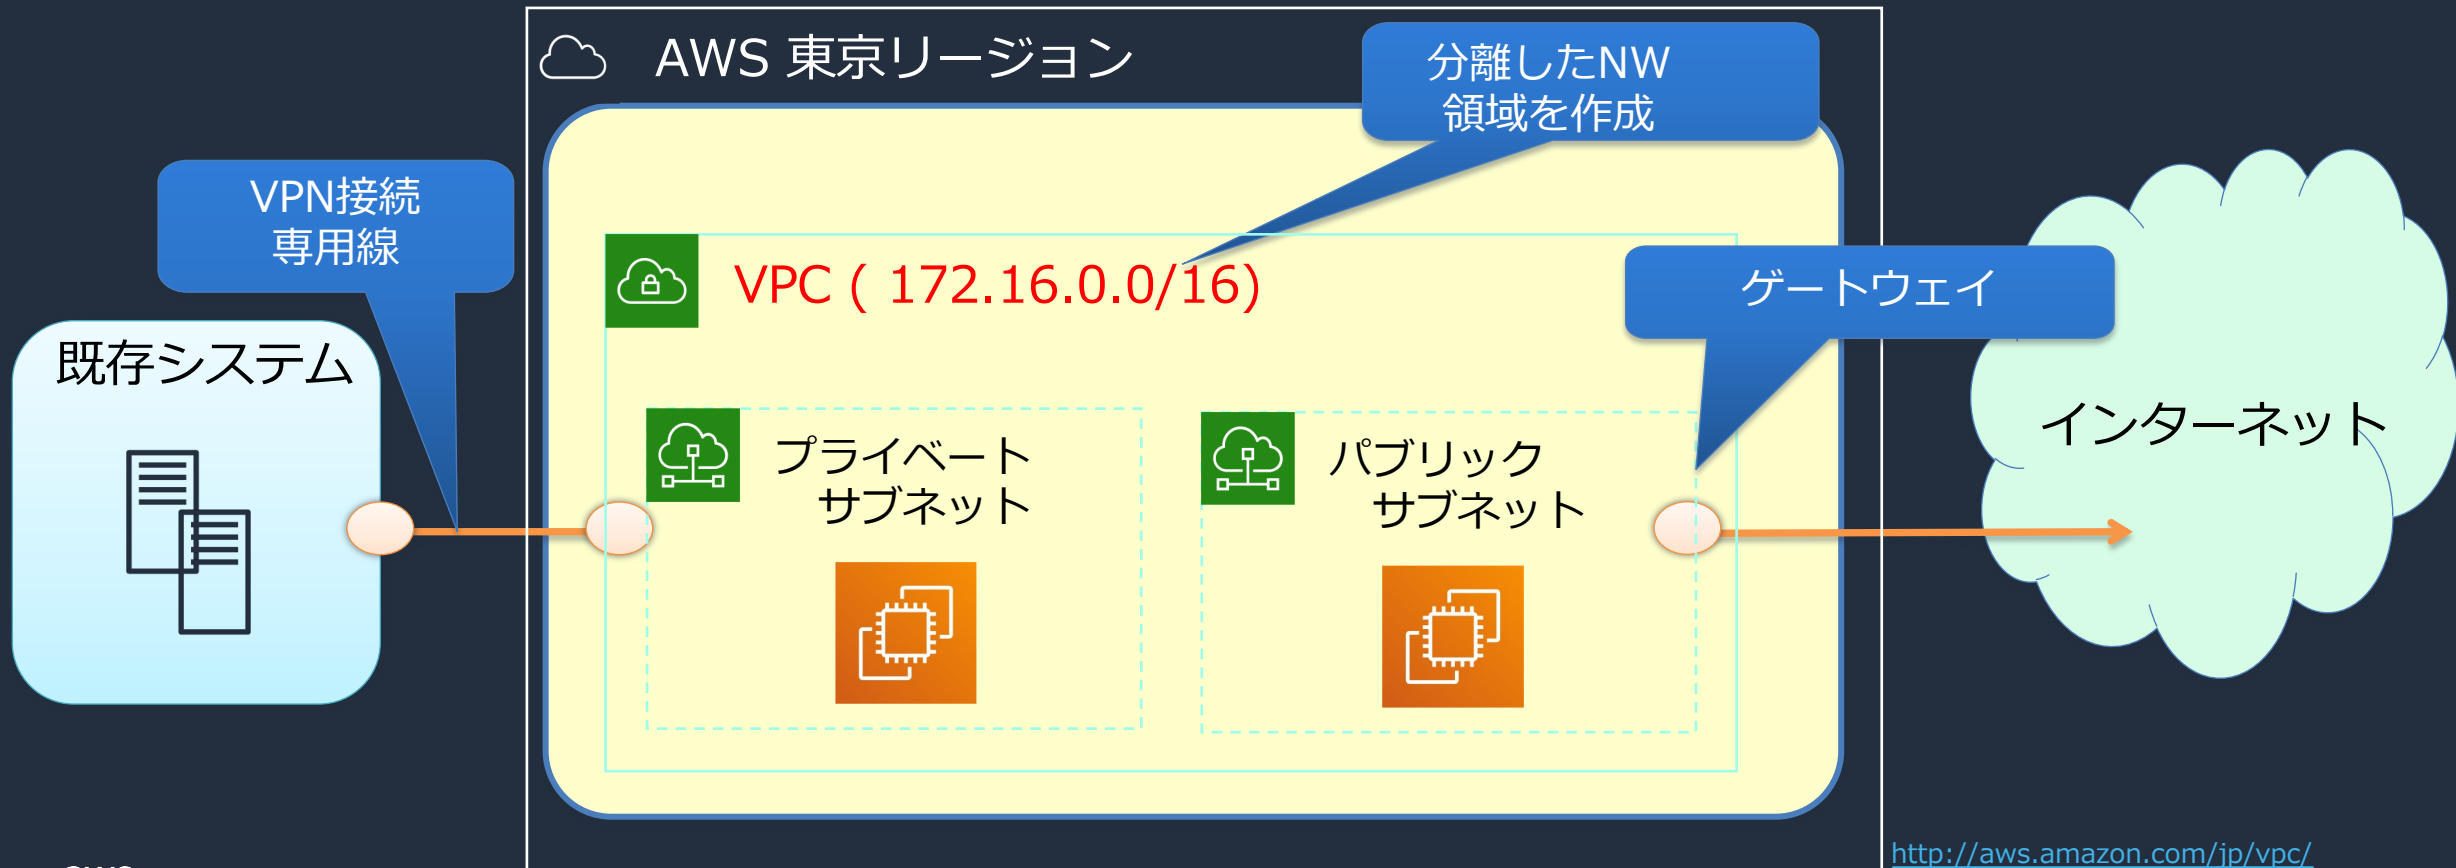 AWS 東京リージョン
分離したNW
領域を作成
VPN接続
専用線
VPC ( 172.16.0.0/16)
ゲートウェイ
既存システム
プライベート
サブネット
パブリック
サブネット
インターネット
http://aws.amazon.com/jp/vpc/